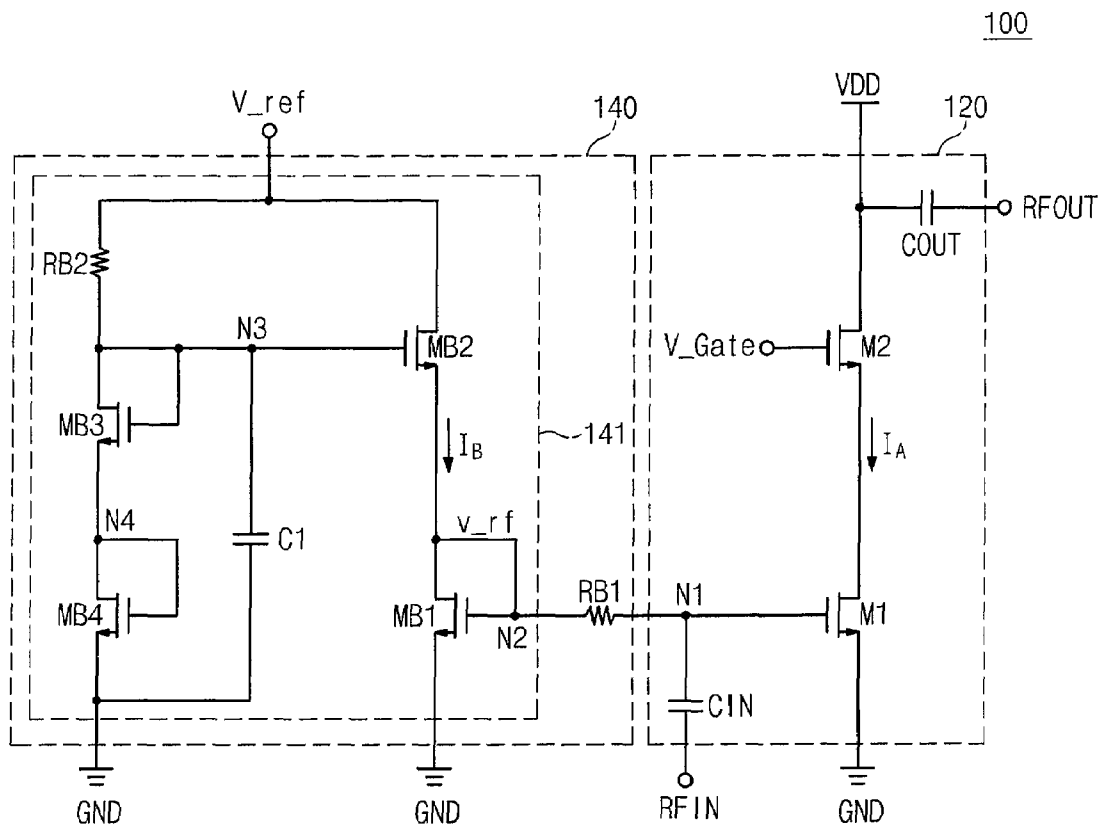 100
V_ref
140
VDD
120
RFOUT
COUT
RB2
N3
MB2
V_Gate
M2
MB3
IB
141
IA
N4
C1
v_rf
MB4
MB1
N2
RB1
N1
M1
CIN
GND
GND
RFIN
GND